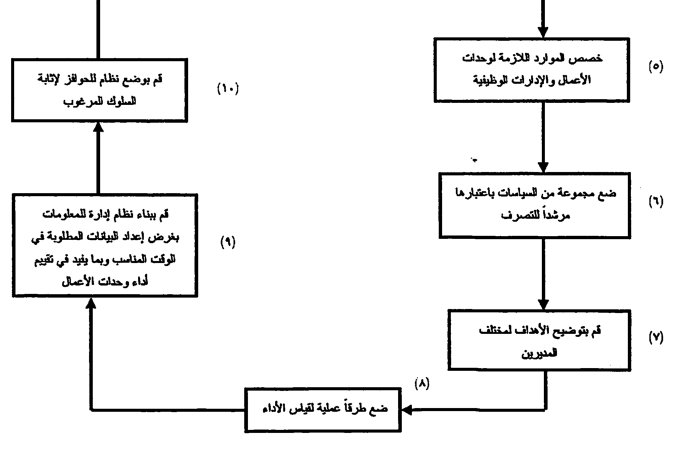 خصص الموارد اللازمة لوحدات
الأعمال والإدارات الوظيفية
(٥)
ضع مجموعة من السياسات باعتبارها
مرشداً للتصرف
(٦)
قم بتوضيح الأهداف لمختلف
المديرين
(٧)
(٨)
ضع طرقاً عملية لقياس الأداء
قم ببناء نظام إدارة للمعلومات
بغرض إعداد البيانات المطلوبة في
الوقت المناسب وبما يفيد في تقييم
أداء وحدات الأعمال
(٩)
قم بوضع نظام للحوافز لإثابة
السلوك المرغوب
(١٠)